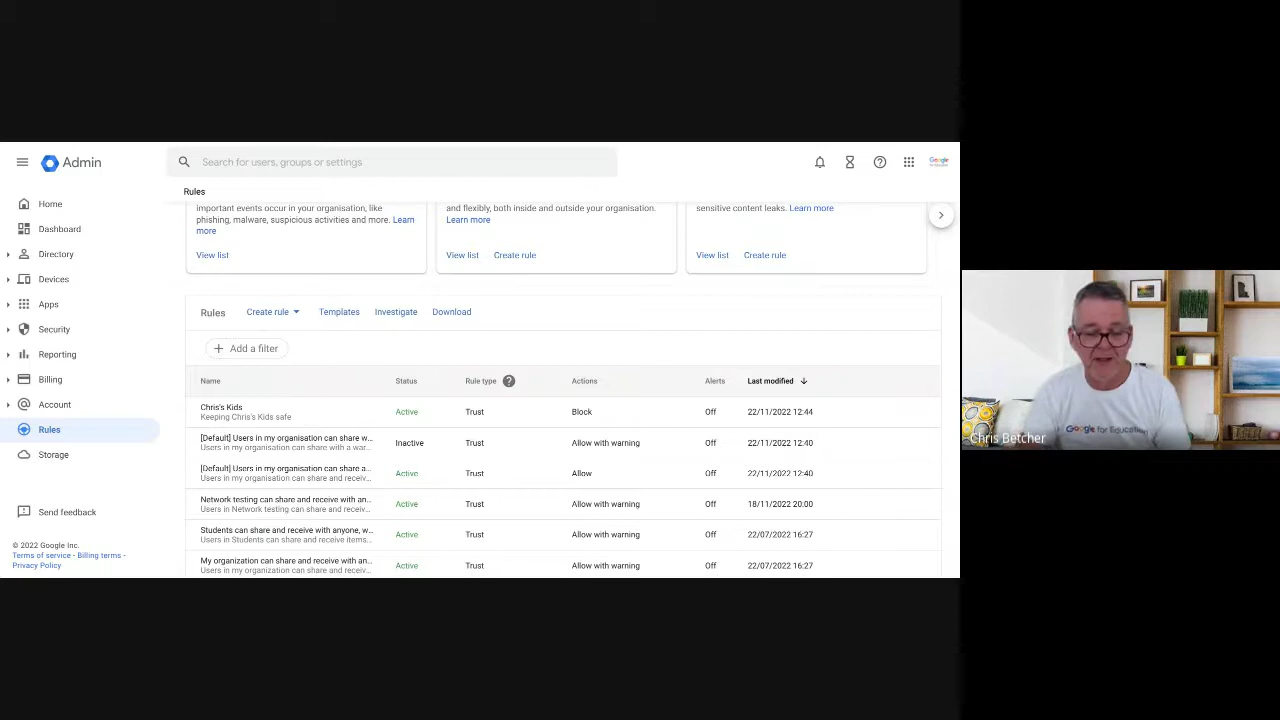 Admin
Search for users, groups or settings
Google
Rules
Home
Dashboard
Directory
Devices
Apps
Security
Reporting
Billing
Account
Rules
Storage
Send feedback
© 2022 Google Inc.
Terms of service - Billing terms -
Privacy Policy
important events occur in your organisation, like
phishing, malware, suspicious activities and more. Learn
more
View list
and flexibly, both inside and outside your organisation.
Learn more
View list Create rule
sensitive content leaks. Learn more
View list Create rule
Rules Create rule Templates Investigate Download
+ Add a filter
Name Status Rule type ? Actions Alerts Last modified
Chris's Kids
Keeping Chris's Kids safe
Active Trust Block Off 22/11/2022 12:44
[Default] Users in my organisation can share w...
Users in my organisation can share with a war...
Inactive Trust Allow with warning Off 22/11/2022 12:40
[Default] Users in my organisation can share a...
Users in my organisation can share and receiv...
Active Trust Allow Off 22/11/2022 12:40
Network testing can share and receive with an...
Users in Network testing can share and receiv...
Active Trust Allow with warning Off 18/11/2022 20:00
Students can share and receive with anyone, w...
Users in Students can share and receive items...
Active Trust Allow with warning Off 22/07/2022 16:27
My organization can share and receive with an...
Users in my organization can share and receiv...
Active Trust Allow with warning Off 22/07/2022 16:27
Google for Education
Chris Betcher